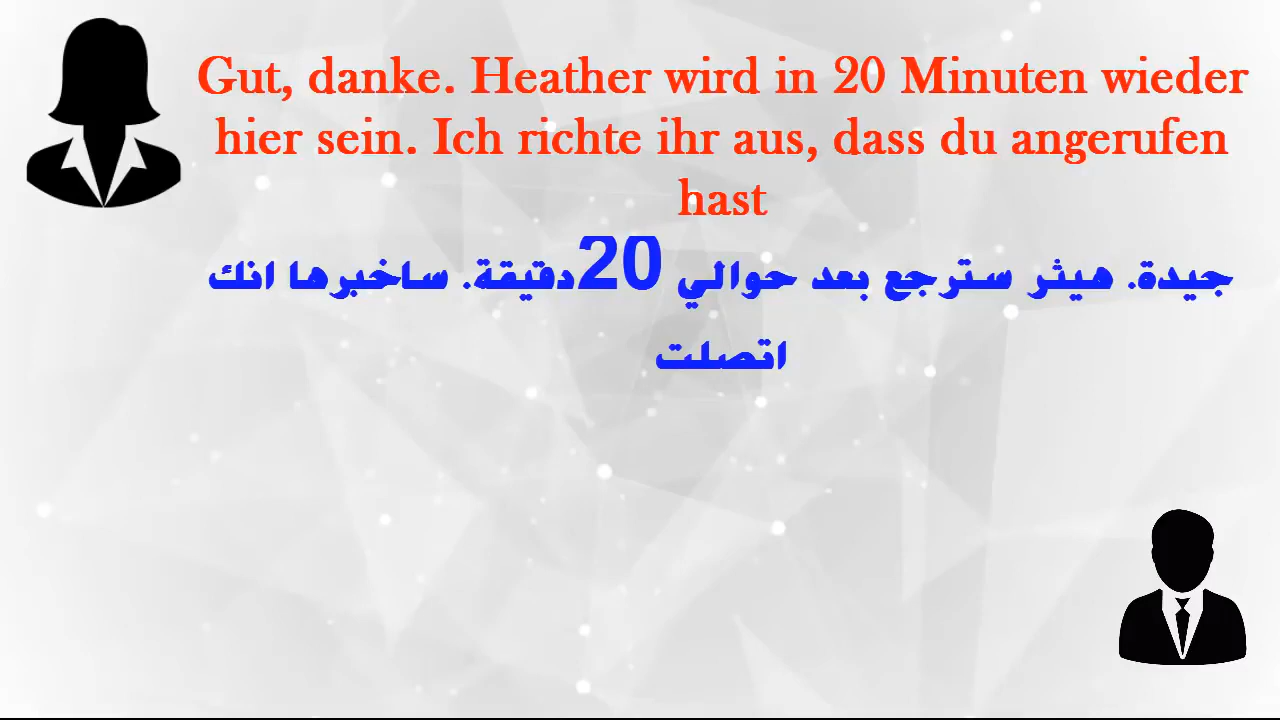 Gut, danke. Heather wird in 20 Minuten wieder
hier sein. Ich richte ihr aus, dass du angerufen
hast
جيدة. هيثر سترجع بعد حوالي 20دقيقة. ساخبرها انك
اتصلت